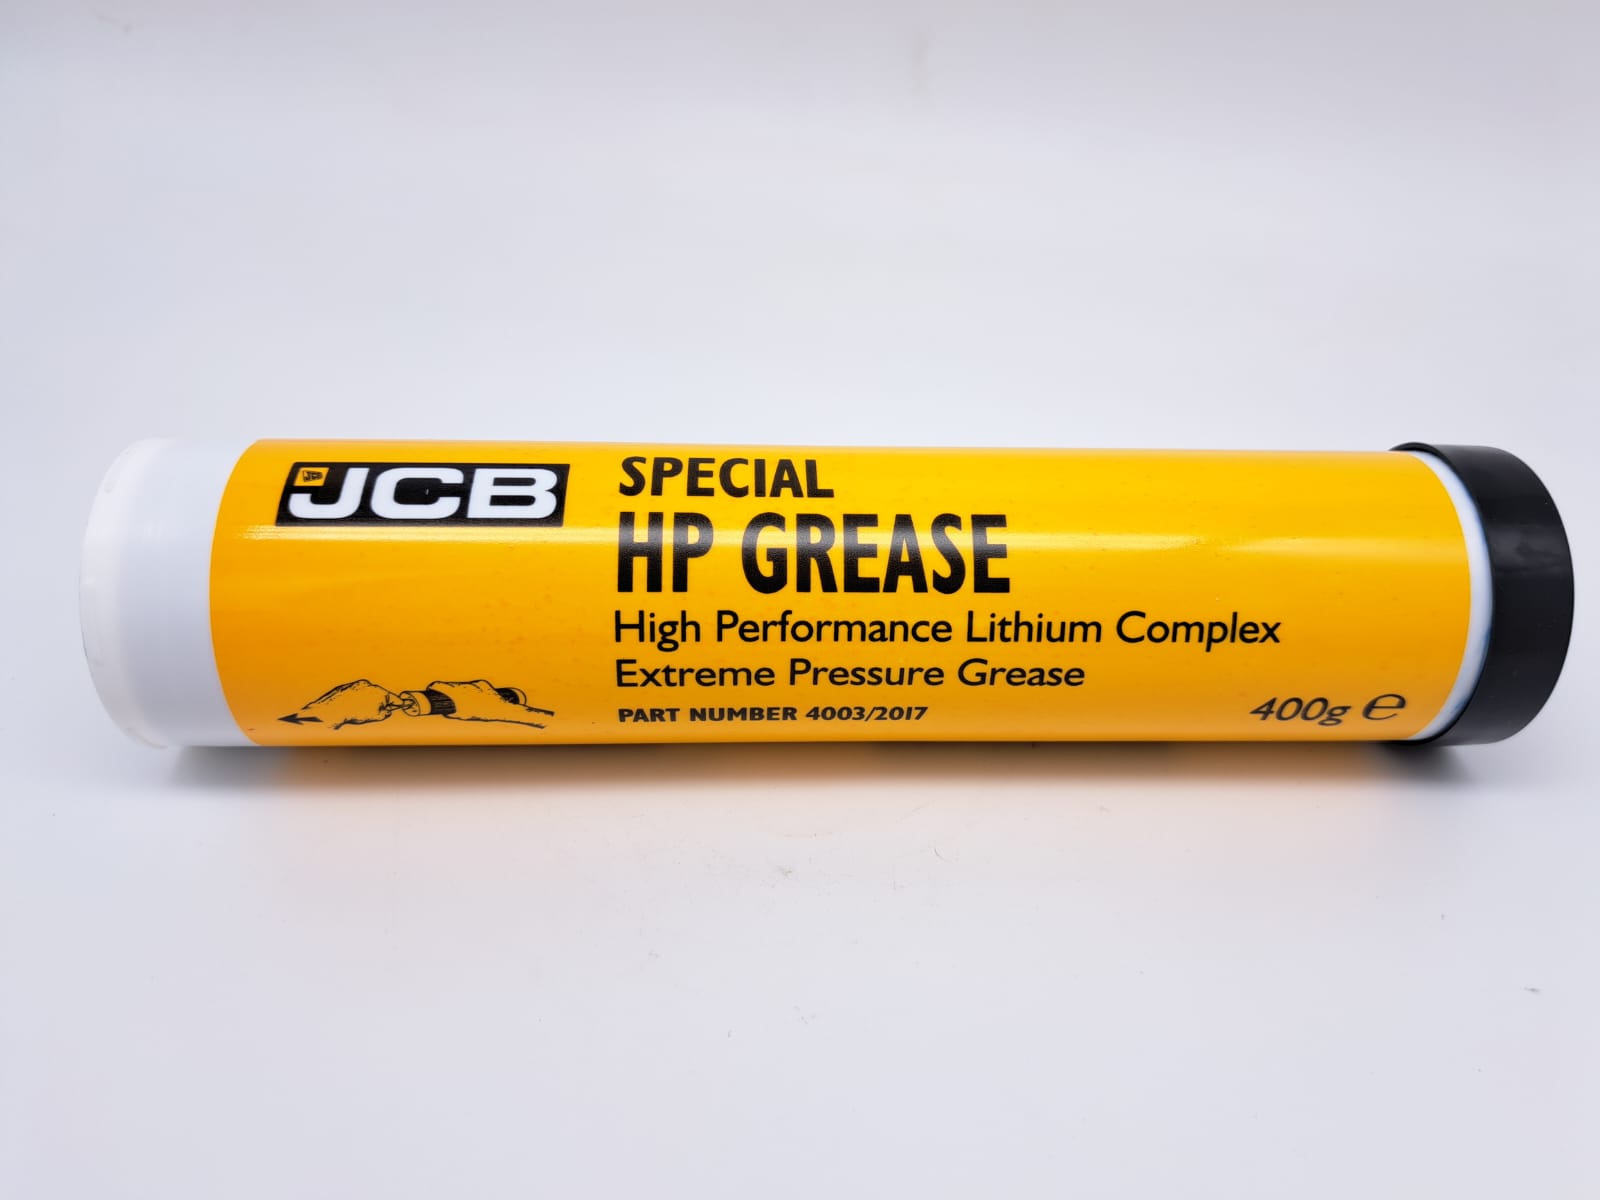 JCB
SPECIAL
HP GREASE
High Performance Lithium Complex
Extreme Pressure Grease
PART NUMBER 4003/2017
400g ℮